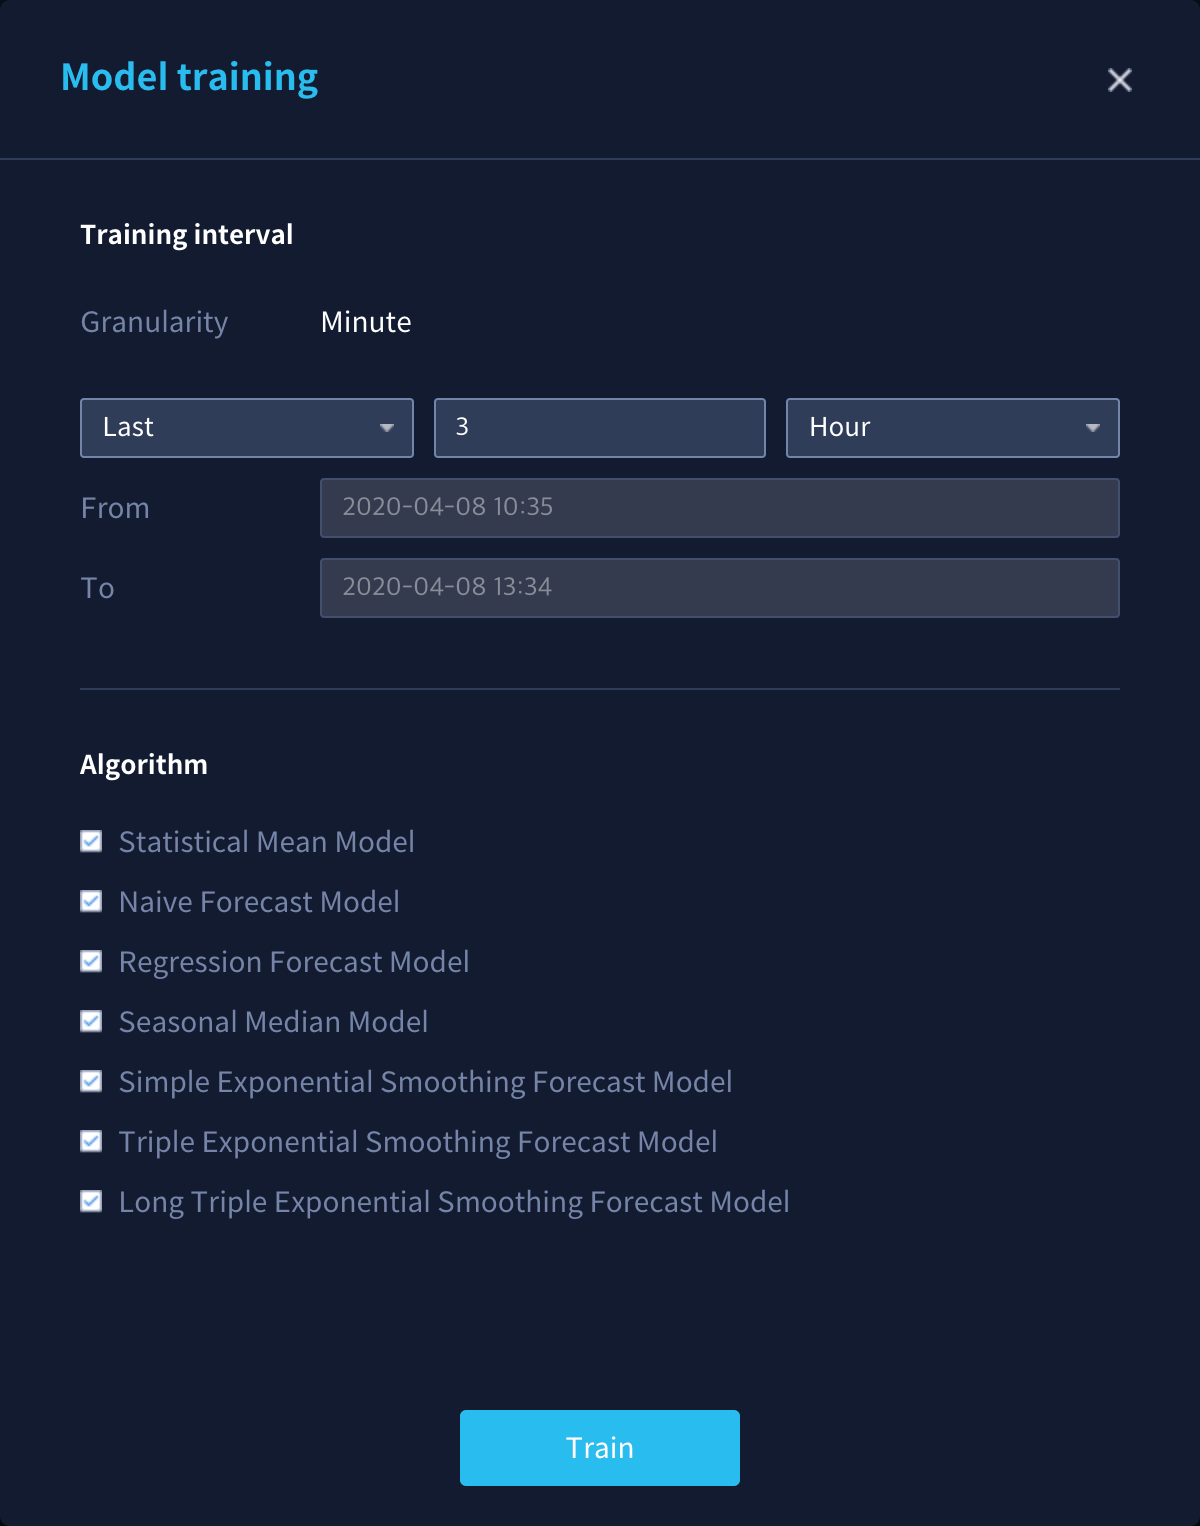 Model training
Training interval
Granularity Minute
Last 3 Hour
From 2020-04-08 10:35
To 2020-04-08 13:34
Algorithm
Statistical Mean Model
Naive Forecast Model
Regression Forecast Model
Seasonal Median Model
Simple Exponential Smoothing Forecast Model
Triple Exponential Smoothing Forecast Model
Long Triple Exponential Smoothing Forecast Model
Train